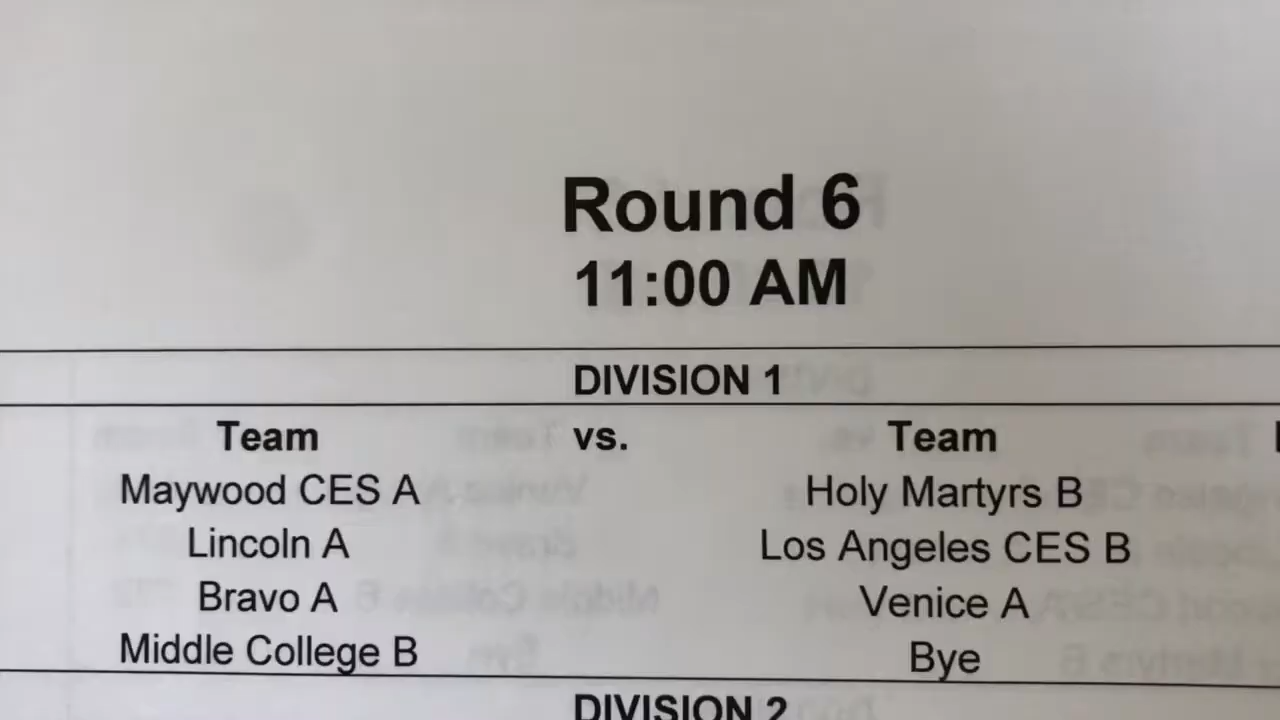 Round 6
11:00 AM
DIVISION 1
Team vs. Team
Maywood CES A Holy Martyrs B
Lincoln A Los Angeles CES B
Bravo A Venice A
Middle College B Bye
DIVISION 2